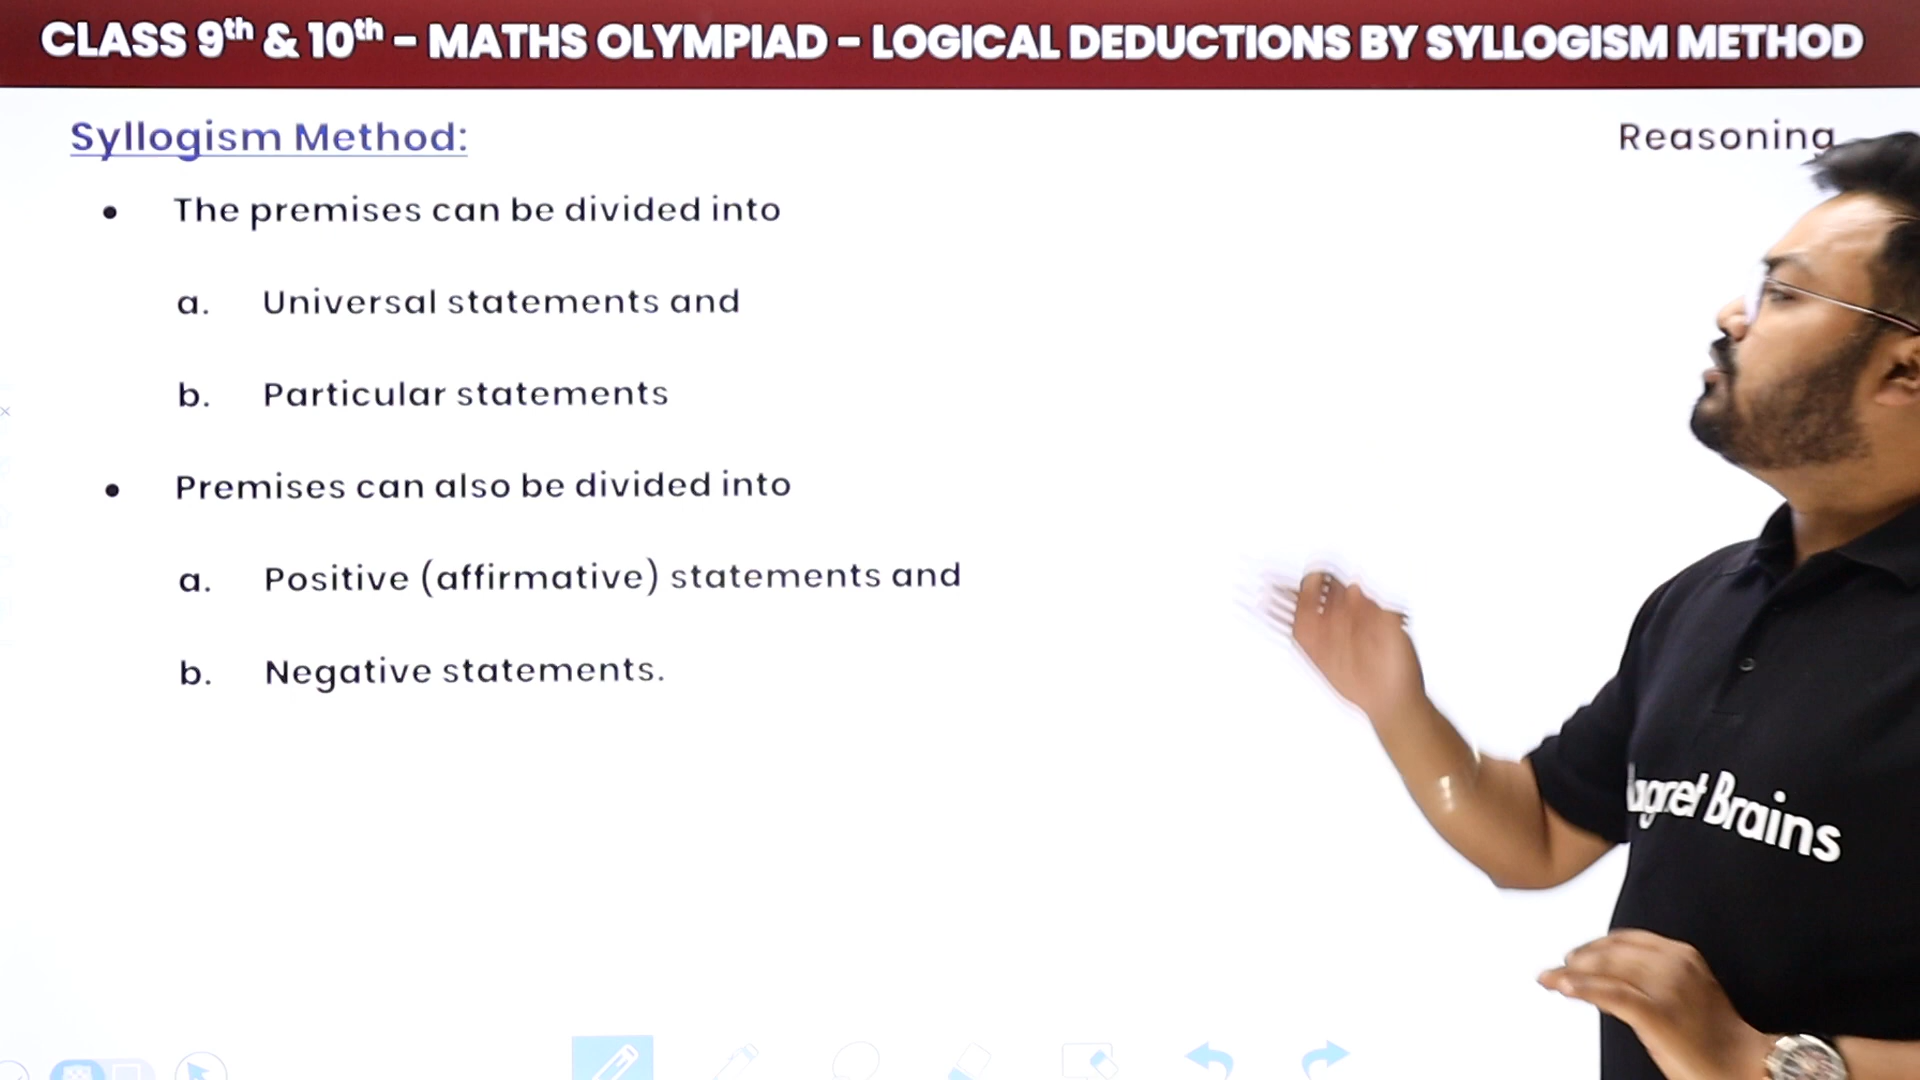 CLASS 9th & 10th - MATHS OLYMPIAD - LOGICAL DEDUCTIONS BY SYLLOGISM METHOD
Syllogism Method:
Reasoning
• The premises can be divided into
a. Universal statements and
b. Particular statements
• Premises can also be divided into
a. Positive (affirmative) statements and
b. Negative statements.
Brains